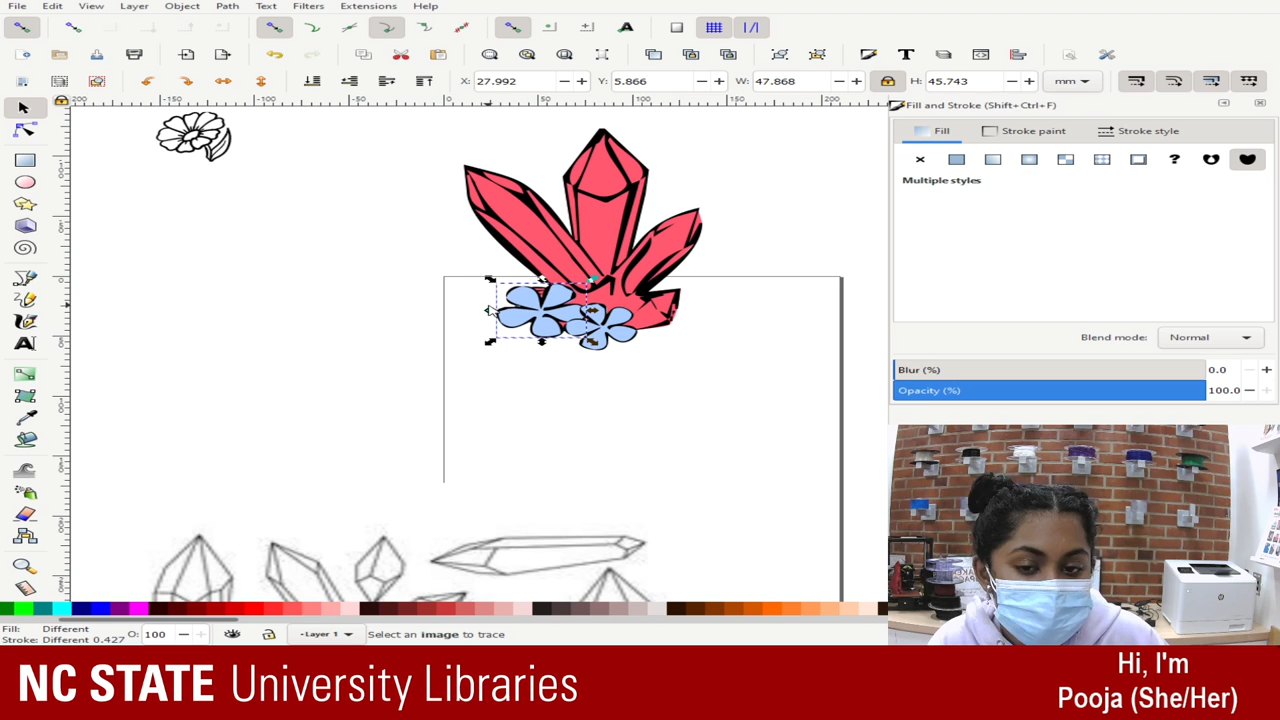 File Edit View Layer Object Path Text Filters Extensions Help
X: 27.992 Y: 5.866 W: 47.868 H: 45.743 mm
Fill and Stroke (Shift+Ctrl+F)
Fill Stroke paint Stroke style
Multiple styles
Blend mode: Normal
Blur (%) 0.0
Opacity (%) 100.0
Fill: Different
Stroke: Different 0.427
O: 100
Layer 1
Select an image to trace
NC STATE University Libraries
Hi, I'm
Pooja (She/Her)